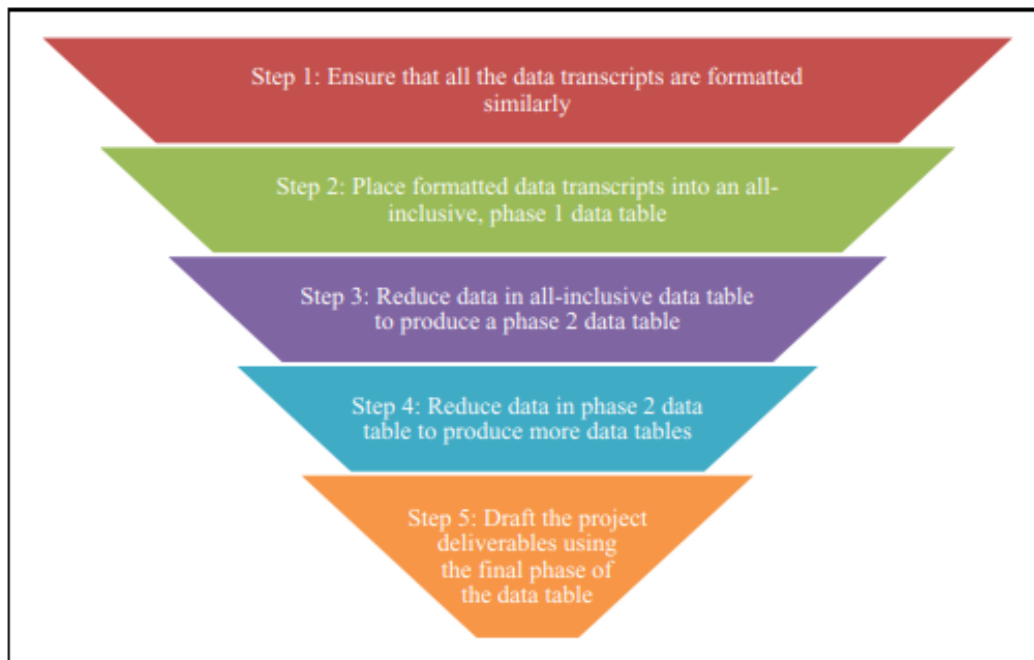 Step 1: Ensure that all the data transcripts are formatted
similarly
Step 2: Place formatted data transcripts into an all-
inclusive, phase 1 data table
Step 3: Reduce data in all-inclusive data table
to produce a phase 2 data table
Step 4: Reduce data in phase 2 data
table to produce more data tables
Step 5: Draft the project
deliverables using
the final phase of
the data table